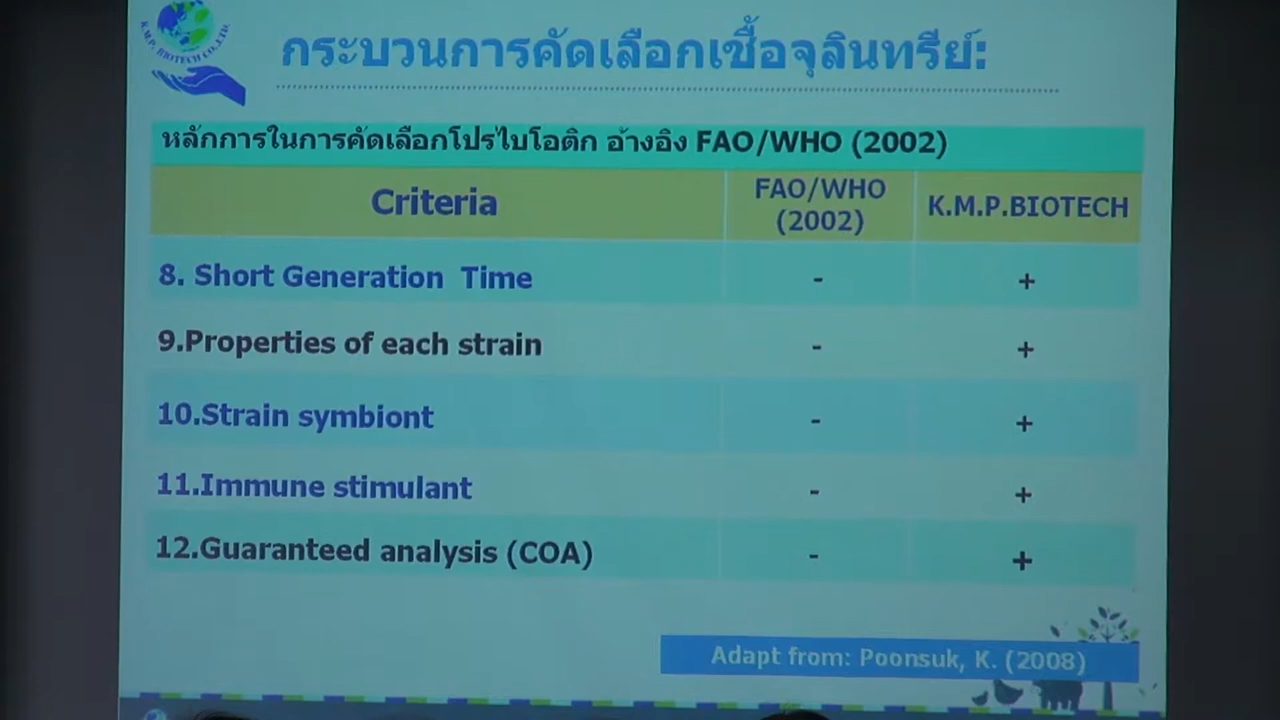 K.M.P. BIOTECH CO.,LTD.
กระบวนการคัดเลือกเชื้อจุลินทรีย์:
หลักการในการคัดเลือกโปรไบโอติก อ้างอิง FAO/WHO (2002)
Criteria
FAO/WHO
(2002)
K.M.P.BIOTECH
8. Short Generation Time - +
9.Properties of each strain - +
10.Strain symbiont - +
11.Immune stimulant - +
12.Guaranteed analysis (COA) - +
Adapt from: Poonsuk, K. (2008)